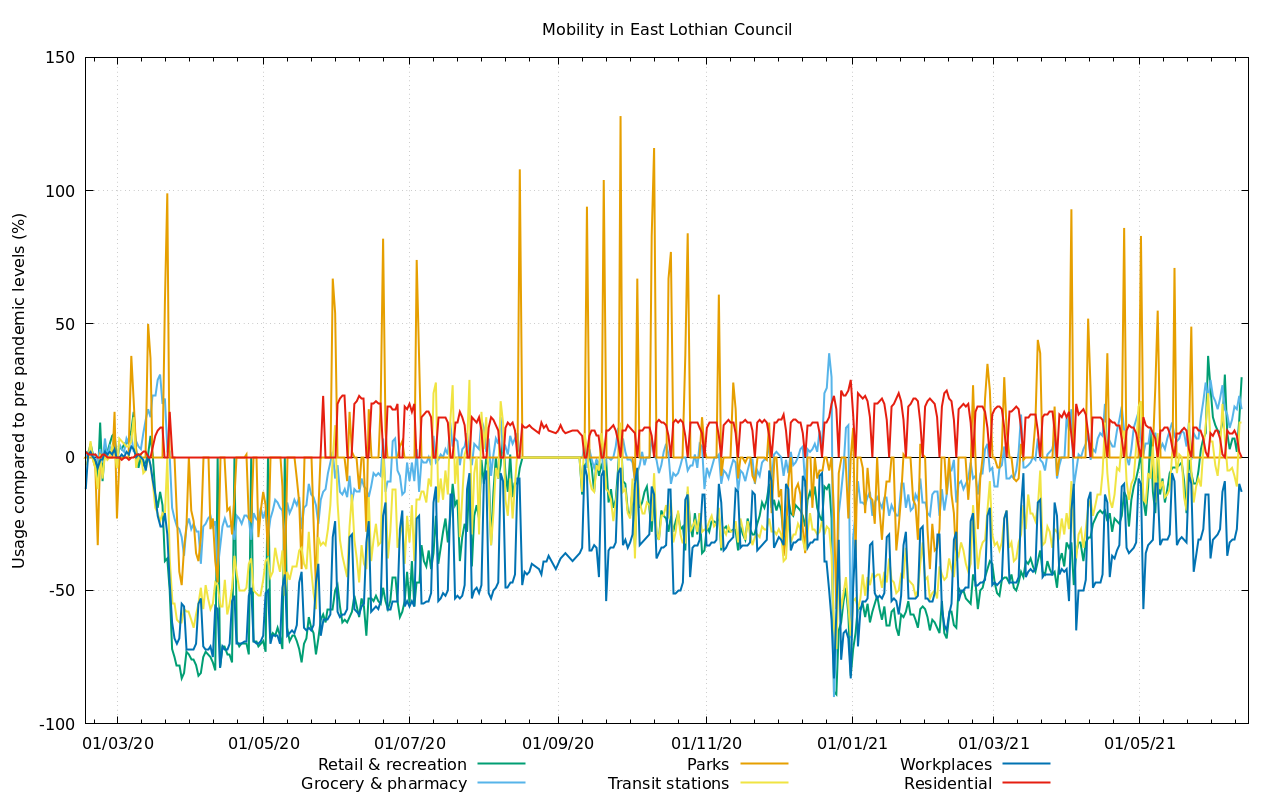 Mobility in East Lothian Council
Usage compared to pre pandemic levels (%)
150
100
50
0
-50
-100
01/03/20 01/05/20 01/07/20 01/09/20 01/11/20 01/01/21 01/03/21 01/05/21
Retail & recreation Parks Workplaces
Grocery & pharmacy Transit stations Residential